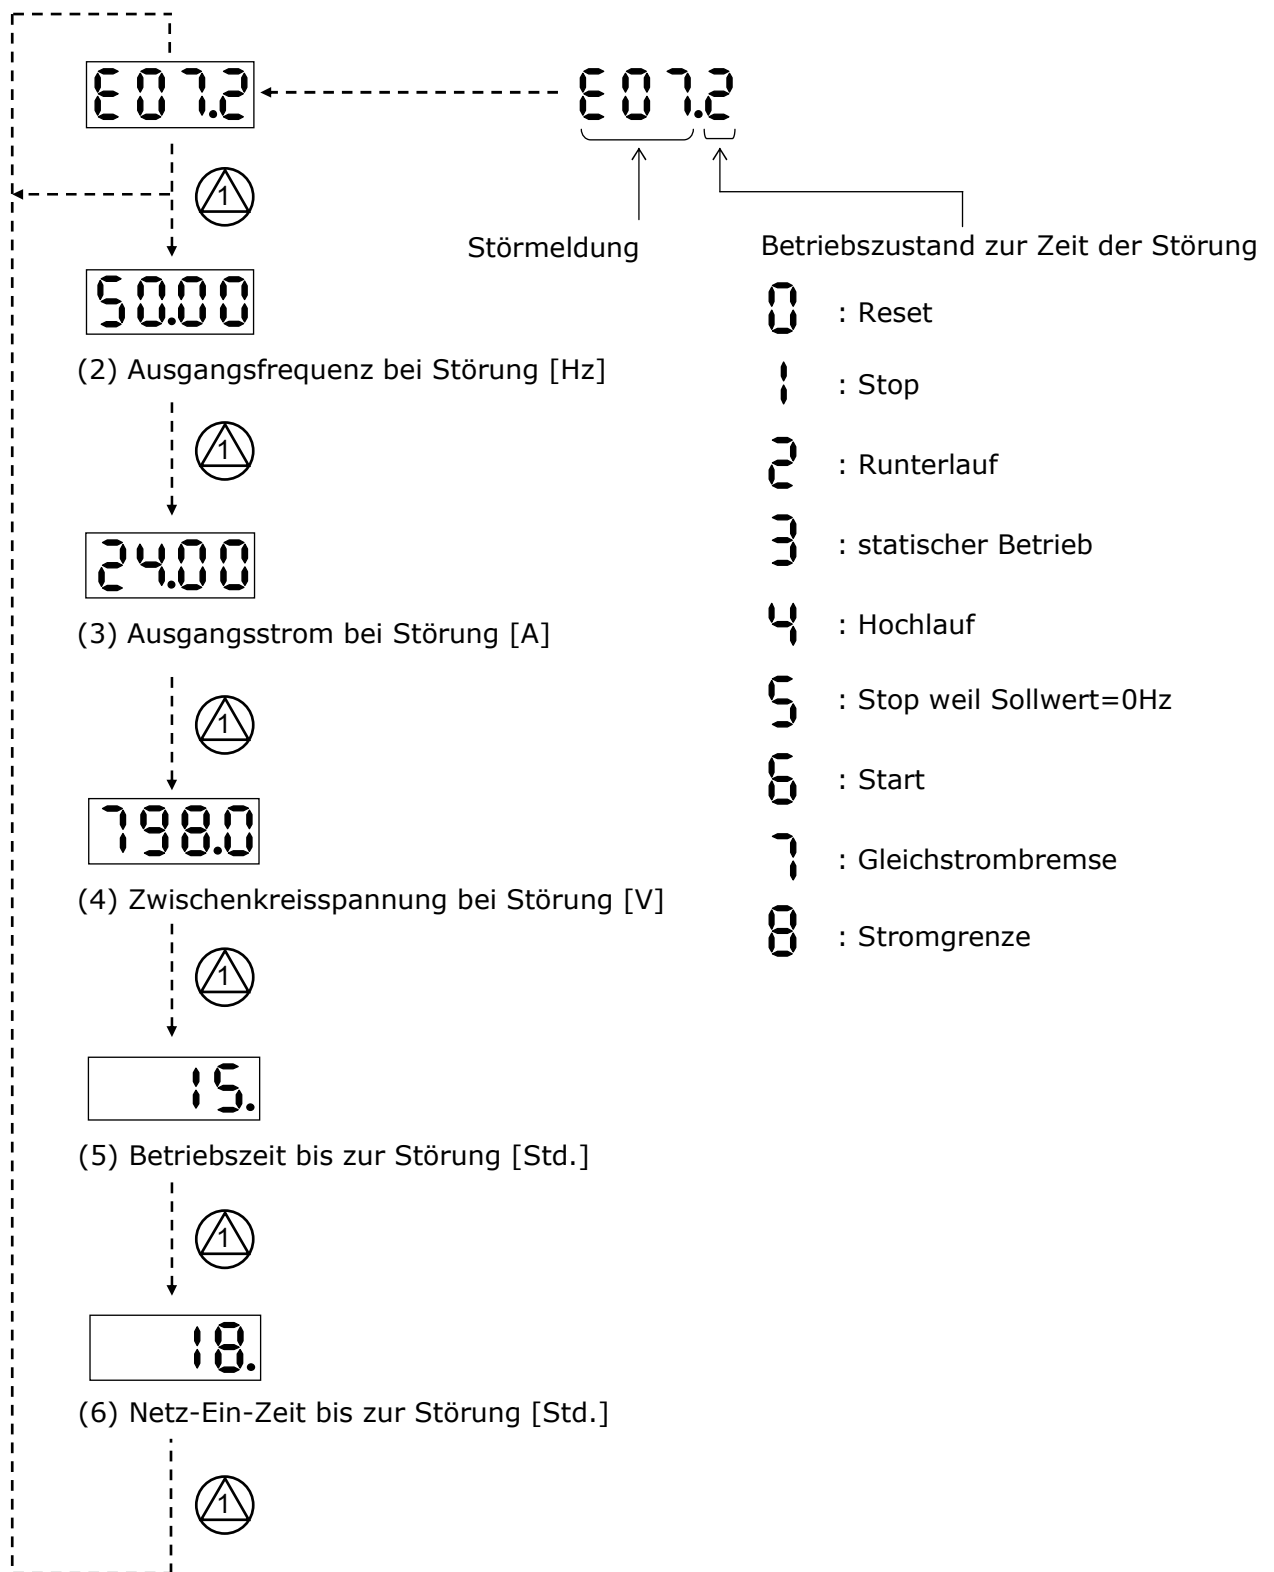 E07.2
E07.2
1
Störmeldung
Betriebszustand zur Zeit der Störung
50.00
(2) Ausgangsfrequenz bei Störung [Hz]
1
24.00
(3) Ausgangsstrom bei Störung [A]
1
798.0
(4) Zwischenkreisspannung bei Störung [V]
1
15.
(5) Betriebszeit bis zur Störung [Std.]
1
18.
(6) Netz-Ein-Zeit bis zur Störung [Std.]
1
0 : Reset
1 : Stop
2 : Runterlauf
3 : statischer Betrieb
4 : Hochlauf
5 : Stop weil Sollwert=0Hz
6 : Start
7 : Gleichstrombremse
8 : Stromgrenze